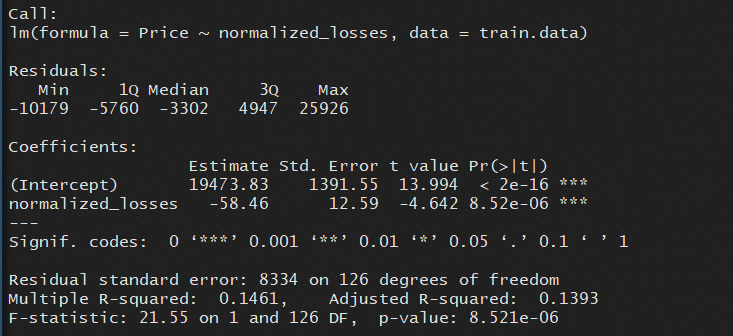 Call:
lm(formula = Price ~ normalized_losses, data = train.data)
Residuals:
   Min     1Q Median     3Q    Max
-10179  -5760  -3302   4947  25926
Coefficients:
                  Estimate Std. Error t value Pr(>|t|)
(Intercept)       19473.83    1391.55  13.994  < 2e-16 ***
normalized_losses   -58.46      12.59  -4.642 8.52e-06 ***
---
Signif. codes:  0 ‘***’ 0.001 ‘**’ 0.01 ‘*’ 0.05 ‘.’ 0.1 ‘ ’ 1
Residual standard error: 8334 on 126 degrees of freedom
Multiple R-squared:  0.1461,    Adjusted R-squared:  0.1393
F-statistic: 21.55 on 1 and 126 DF,  p-value: 8.521e-06